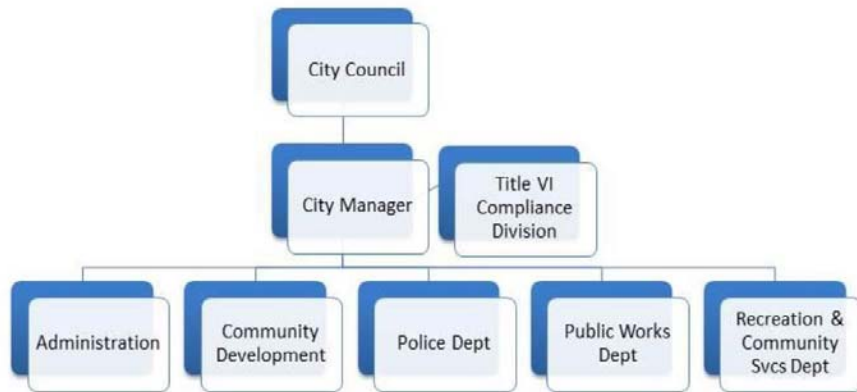 City Council
City Manager
Title VI
Compliance
Division
Administration
Community
Development
Police Dept
Public Works
Dept
Recreation &
Community
Svcs Dept